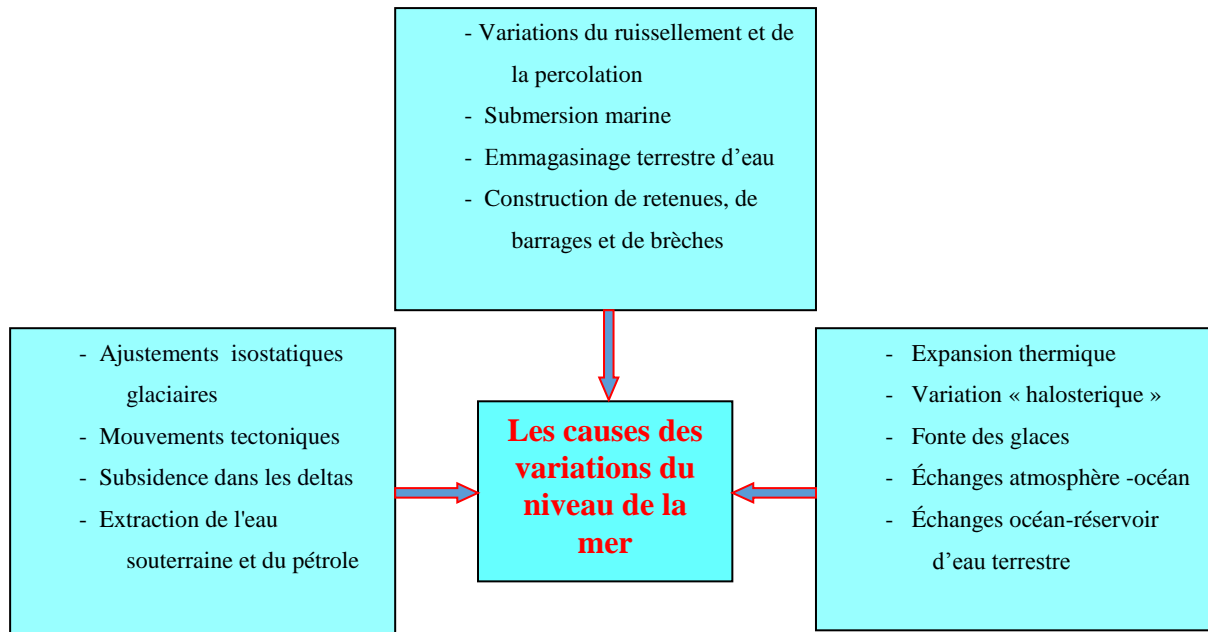 - Variations du ruissellement et de
la percolation
- Submersion marine
- Emmagasinage terrestre d’eau
- Construction de retenues, de
barrages et de brèches
- Ajustements isostatiques
glaciaires
- Mouvements tectoniques
- Subsidence dans les deltas
- Extraction de l'eau
souterraine et du pétrole
Les causes des
variations du
niveau de la
mer
- Expansion thermique
- Variation « halosterique »
- Fonte des glaces
- Échanges atmosphère -océan
- Échanges océan-réservoir
d’eau terrestre